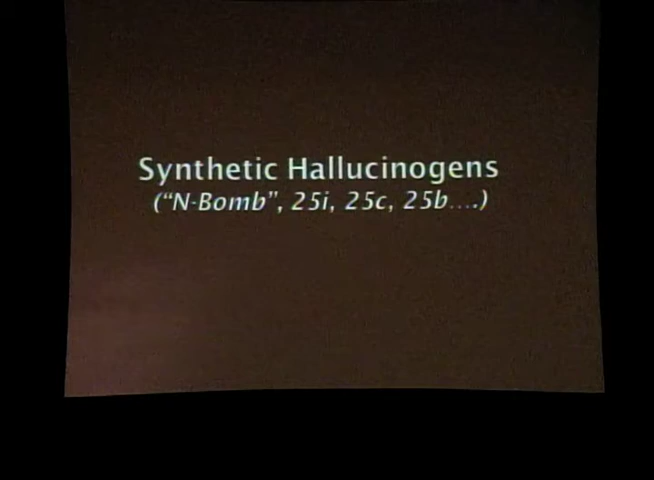 Synthetic Hallucinogens
(“N-Bomb”, 25i, 25c, 25b….)